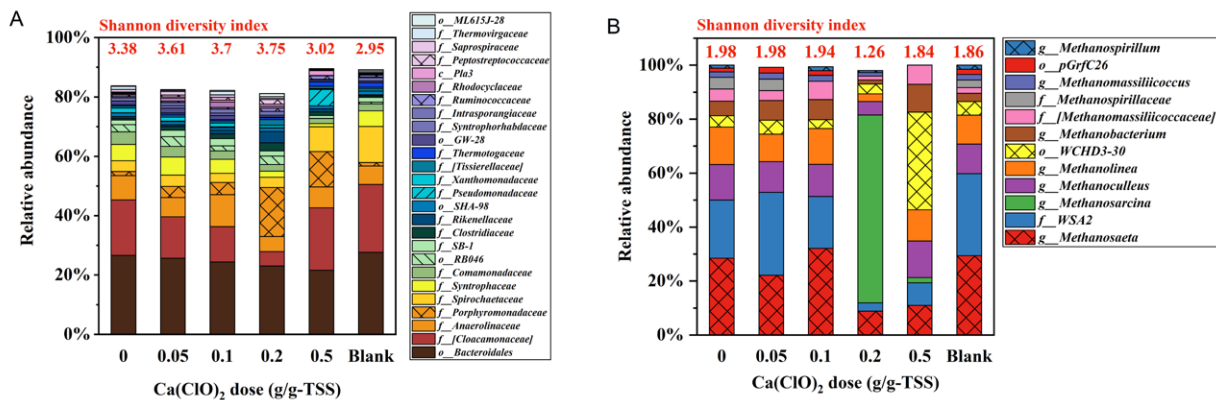 A
Shannon diversity index
3.38 3.61 3.7 3.75 3.02 2.95
100%
80%
60%
40%
20%
0%
Relative abundance
0 0.05 0.1 0.2 0.5 Blank
Ca(ClO)2 dose (g/g-TSS)
o__ML615J-28
f__Thermovirgaceae
f__Saprospiraceae
f__Peptostreptococcaceae
c__Pla3
f__Rhodocyclaceae
f__Ruminococcaceae
f__Intrasporangiaceae
f__Syntrophorhabdaceae
o__GW-28
f__Thermotogaceae
f__[Tissierellaceae]
f__Xanthomonadaceae
f__Pseudomonadaceae
o__SHA-98
f__Rikenellaceae
f__Clostridiaceae
f__SB-1
o__RB046
f__Comamonadaceae
f__Syntrophaceae
f__Spirochaetaceae
f__Porphyromonadaceae
f__Anaerolinaceae
f__[Cloacamonaceae]
o__Bacteroidales
B
Shannon diversity index
1.98 1.98 1.94 1.26 1.84 1.86
100%
80%
60%
40%
20%
0%
Relative abundance
0 0.05 0.1 0.2 0.5 Blank
Ca(ClO)2 dose (g/g-TSS)
g__Methanospirillum
o__pGrfC26
g__Methanomassiliicoccus
f__Methanospirillaceae
f__[Methanomassiliicoccaceae]
g__Methanobacterium
o__WCHD3-30
g__Methanolinea
g__Methanoculleus
g__Methanosarcina
f__WSA2
g__Methanosaeta